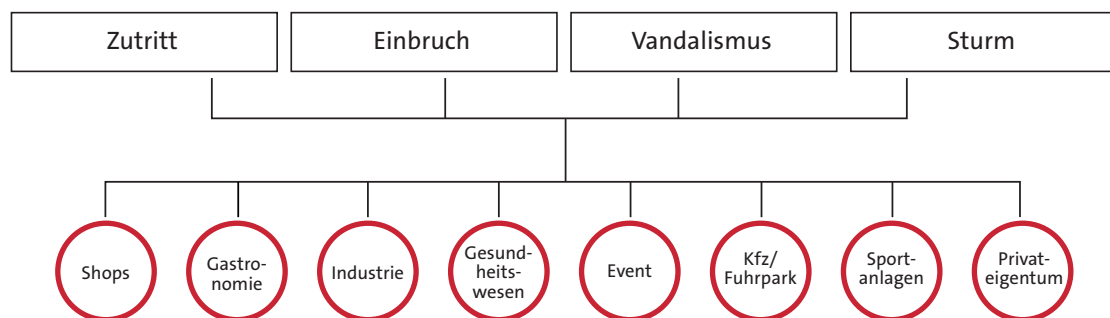 Zutritt
Einbruch
Vandalismus
Sturm
Shops
Gastro-
nomie
Industrie
Gesund-
heits-
wesen
Event
Kfz/
Fuhrpark
Sport-
anlagen
Privat-
eigentum